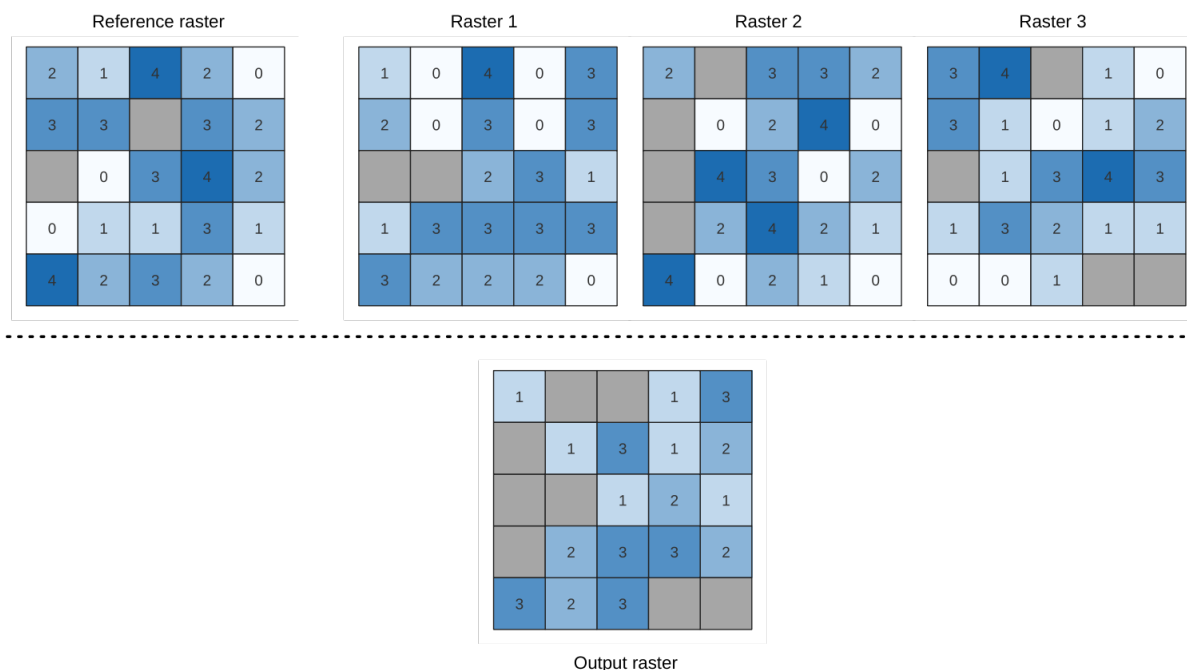 Reference raster Raster 1 Raster 2 Raster 3
2 1 4 2 0 1 0 4 0 3 2 3 3 2 3 4 1 0
3 3 3 2 2 0 3 0 3 0 2 4 0 3 1 0 1 2
0 3 4 2 2 3 1 4 3 0 2 1 3 4 3
0 1 1 3 1 1 3 3 3 3 2 4 2 1 1 3 2 1 1
4 2 3 2 0 3 2 2 2 0 4 0 2 1 0 0 0 1
1 1 3
1 3 1 2
1 2 1
2 3 3 2
3 2 3
Output raster